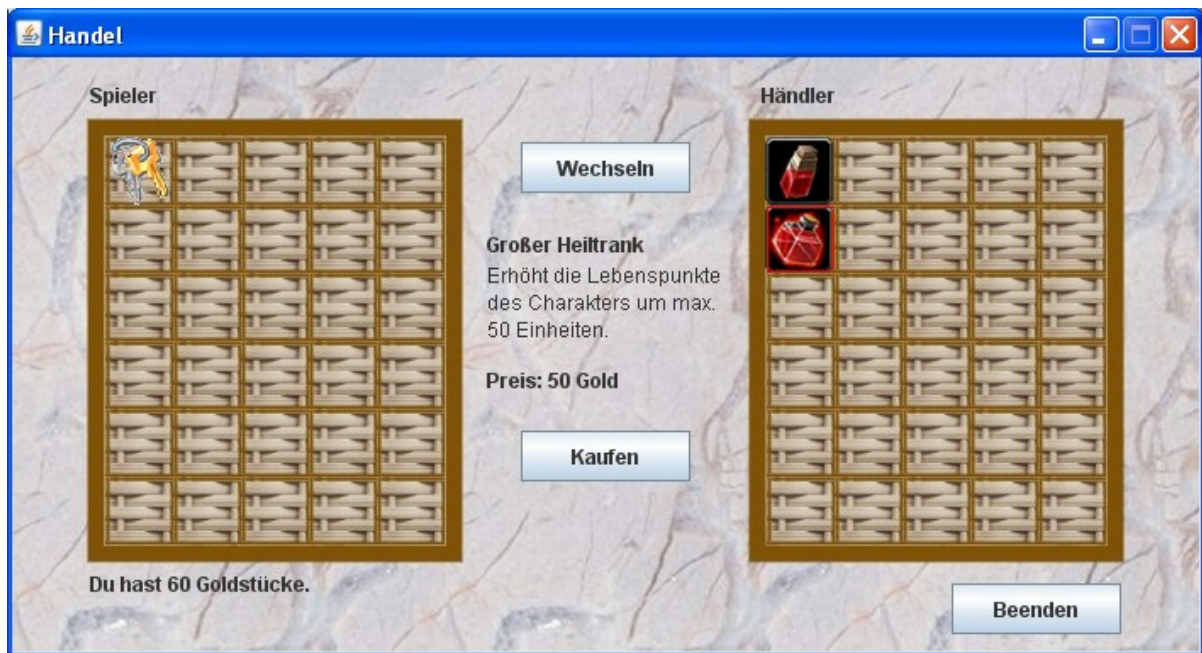 Handel
Spieler
Händler
Wechseln
Großer Heiltrank
Erhöht die Lebenspunkte
des Charakters um max.
50 Einheiten.
Preis: 50 Gold
Kaufen
Du hast 60 Goldstücke.
Beenden